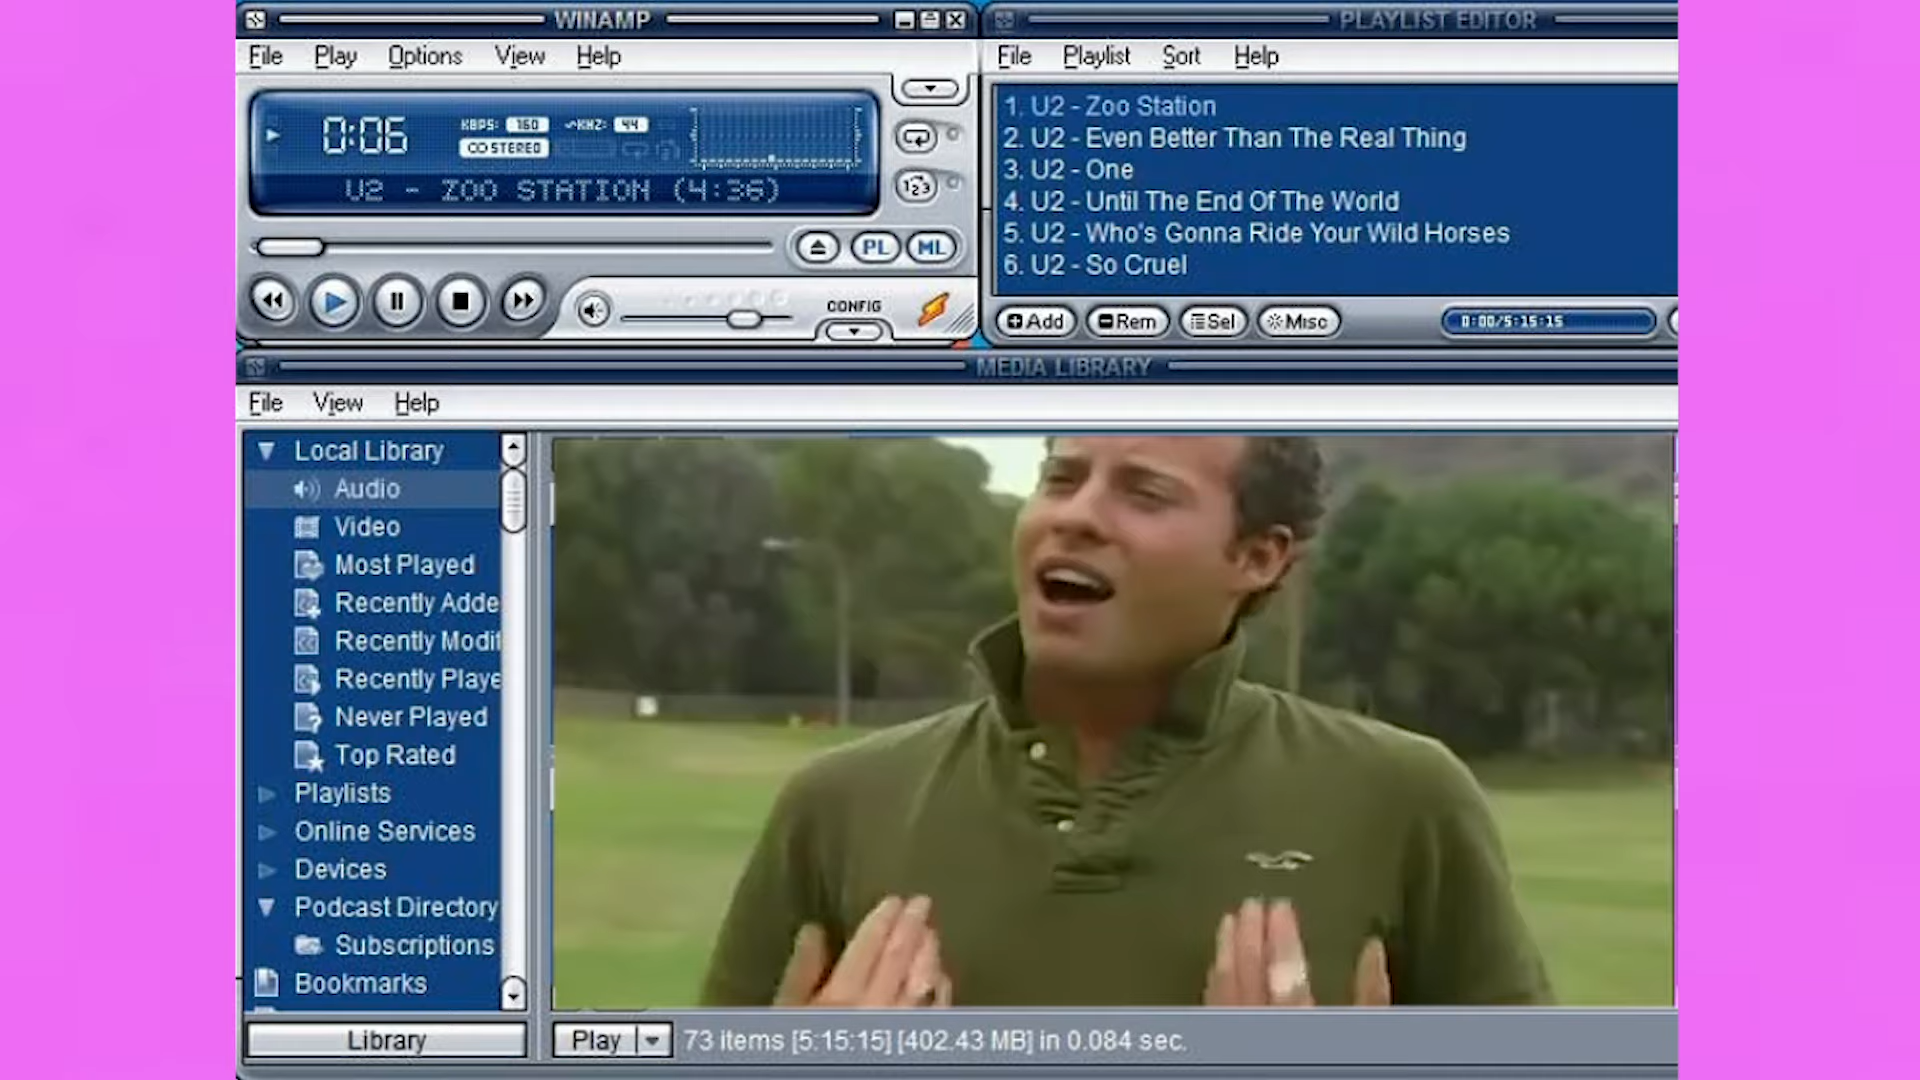 WINAMP
File Play Options View Help
0:06
KBPS: 160 KHZ: 44
STEREO
U2 - ZOO STATION (4:36)
PL ML
CONFIG
PLAYLIST EDITOR
File Playlist Sort Help
1. U2 - Zoo Station
2. U2 - Even Better Than The Real Thing
3. U2 - One
4. U2 - Until The End Of The World
5. U2 - Who's Gonna Ride Your Wild Horses
6. U2 - So Cruel
Add Rem Sel Misc
0:00/5:15:15
MEDIA LIBRARY
File View Help
Local Library
Audio
Video
Most Played
Recently Adde
Recently Modif
Recently Playe
Never Played
Top Rated
Playlists
Online Services
Devices
Podcast Directory
Subscriptions
Bookmarks
Library
Play 73 items [5:15:15] [402.43 MB] in 0.084 sec.